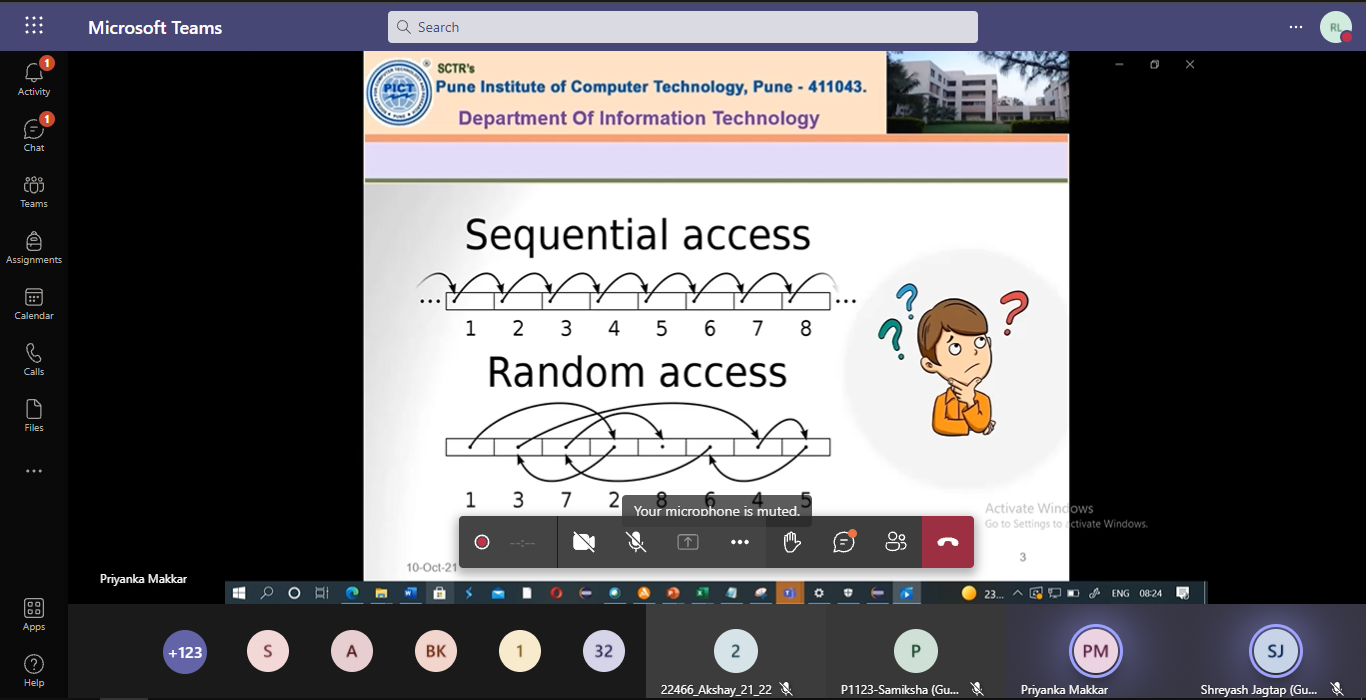 Microsoft Teams
Search
RL
1
Activity
1
Chat
Teams
Assignments
Calendar
Calls
Files
Apps
Help
PICT
SCTR's
Pune Institute of Computer Technology, Pune - 411043.
Department Of Information Technology
Sequential access
... ...
1 2 3 4 5 6 7 8
Random access
1 3 7 2 8 6 4 5
Your microphone is muted.
--:--
Activate Windows
Go to Settings to activate Windows.
10-Oct-21
3
Priyanka Makkar
23... ENG 08:24
+123 S A BK 1 32 2 P PM SJ
22466_Akshay_21_22 P1123-Samiksha (Gu... Priyanka Makkar Shreyash Jagtap (Gu...